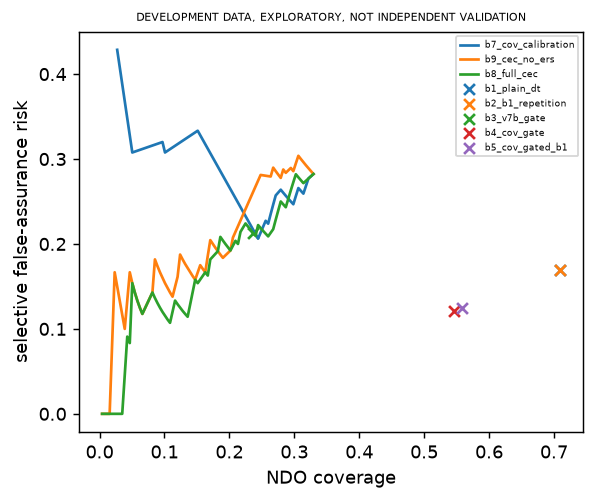 DEVELOPMENT DATA, EXPLORATORY, NOT INDEPENDENT VALIDATION
b7_cov_calibration
b9_cec_no_ers
b8_full_cec
b1_plain_dt
b2_b1_repetition
b3_v7b_gate
b4_cov_gate
b5_cov_gated_b1
selective false-assurance risk
0.4
0.3
0.2
0.1
0.0
0.0 0.1 0.2 0.3 0.4 0.5 0.6 0.7
NDO coverage